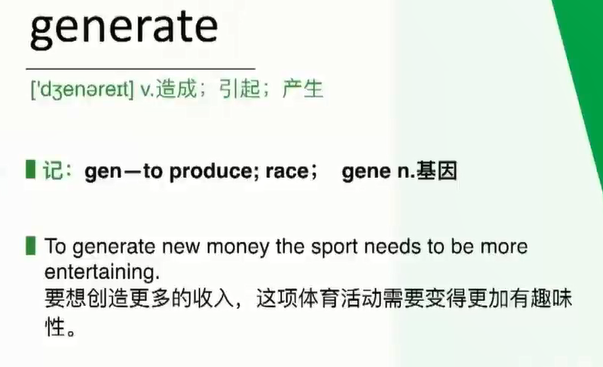 generate
['dʒenəreɪt] v.造成；引起；产生
记：gen—to produce; race； gene n.基因
To generate new money the sport needs to be more
entertaining.
要想创造更多的收入，这项体育活动需要变得更加有趣味
性。